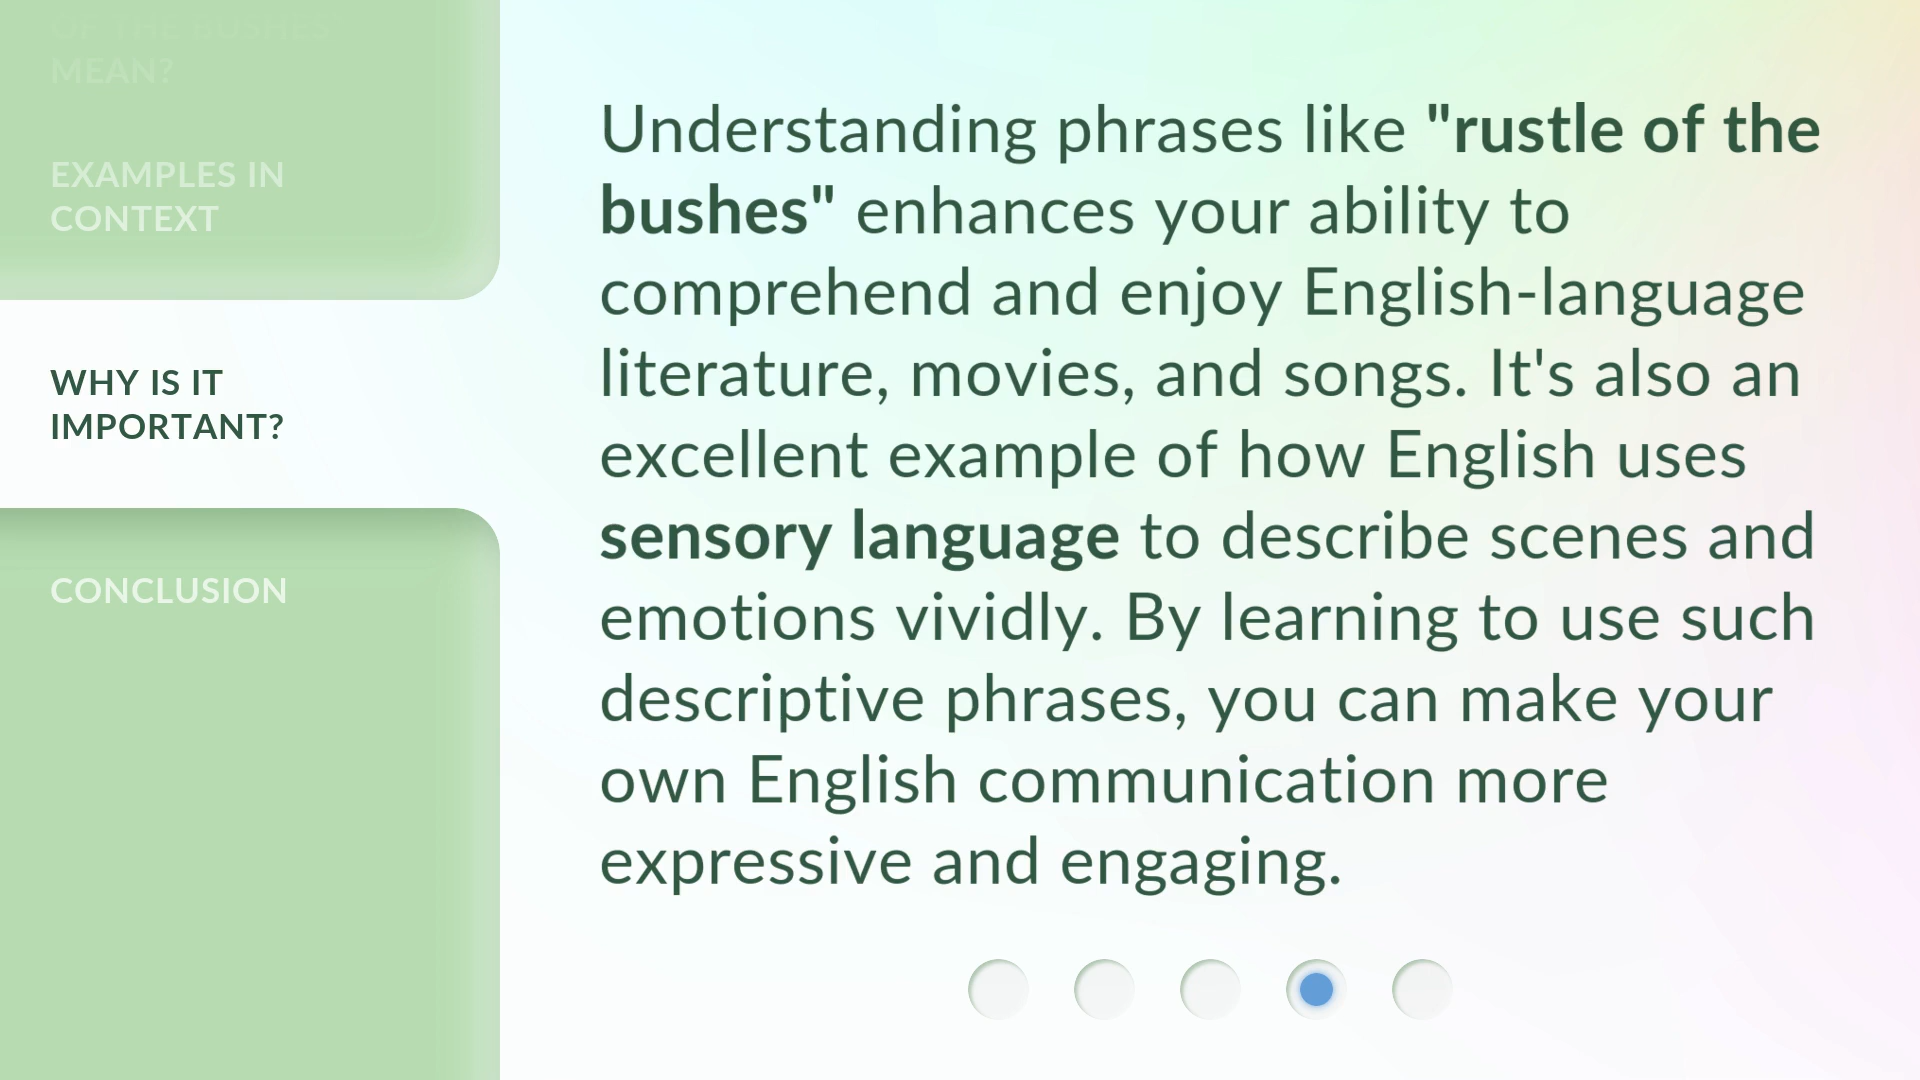 OF THE BUSHES"
MEAN?
EXAMPLES IN
CONTEXT
WHY IS IT
IMPORTANT?
CONCLUSION
Understanding phrases like "rustle of the
bushes" enhances your ability to
comprehend and enjoy English-language
literature, movies, and songs. It's also an
excellent example of how English uses
sensory language to describe scenes and
emotions vividly. By learning to use such
descriptive phrases, you can make your
own English communication more
expressive and engaging.